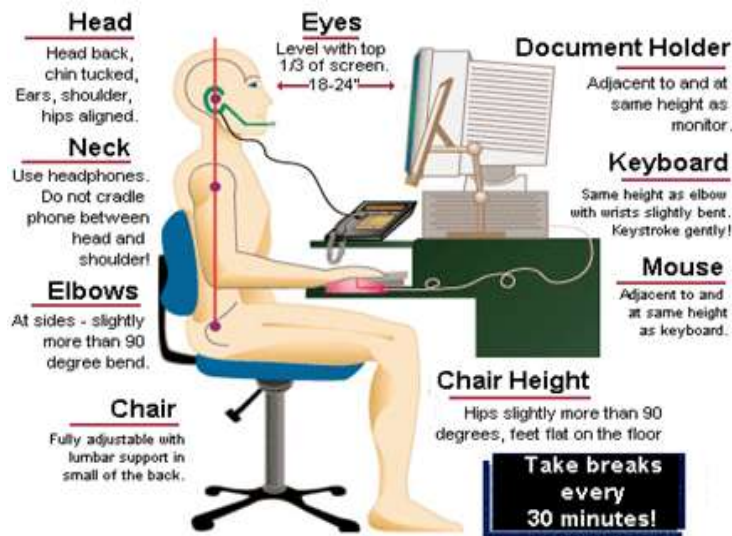 Head
Head back,
chin tucked,
Ears, shoulder,
hips aligned.
Neck
Use headphones.
Do not cradle
phone between
head and
shoulder!
Elbows
At sides - slightly
more than 90
degree bend.
Chair
Fully adjustable with
lumbar support in
small of the back.
Eyes
Level with top
1/3 of screen.
18-24"
Document Holder
Adjacent to and at
same height as
monitor.
Keyboard
Same height as elbow
with wrists slightly bent.
Keystroke gently!
Mouse
Adjacent to and
at same height
as keyboard.
Chair Height
Hips slightly more than 90
degrees, feet flat on the floor
Take breaks
every
30 minutes!